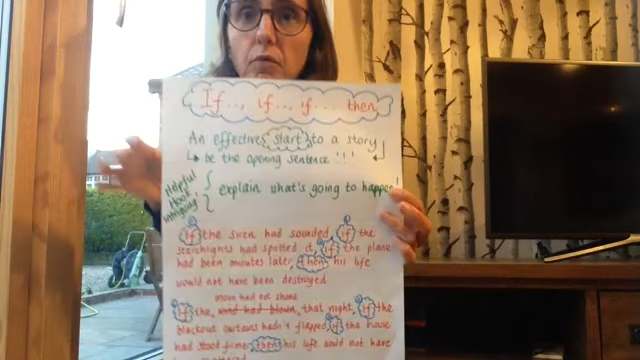 If.., if.., if.... then
An effective start to a story
be the opening sentence !!!
Helpful
Hook
intriguing
explain what's going to happen!
If the siren had sounded, if the
searchlights had spotted it, if the plane
had been minutes later, then his life
would not have been destroyed
moon had not shone
If the, wind had blown, that night, if the
blackout curtains hadn't flapped, if the house
had stood firmer, then his life would not have